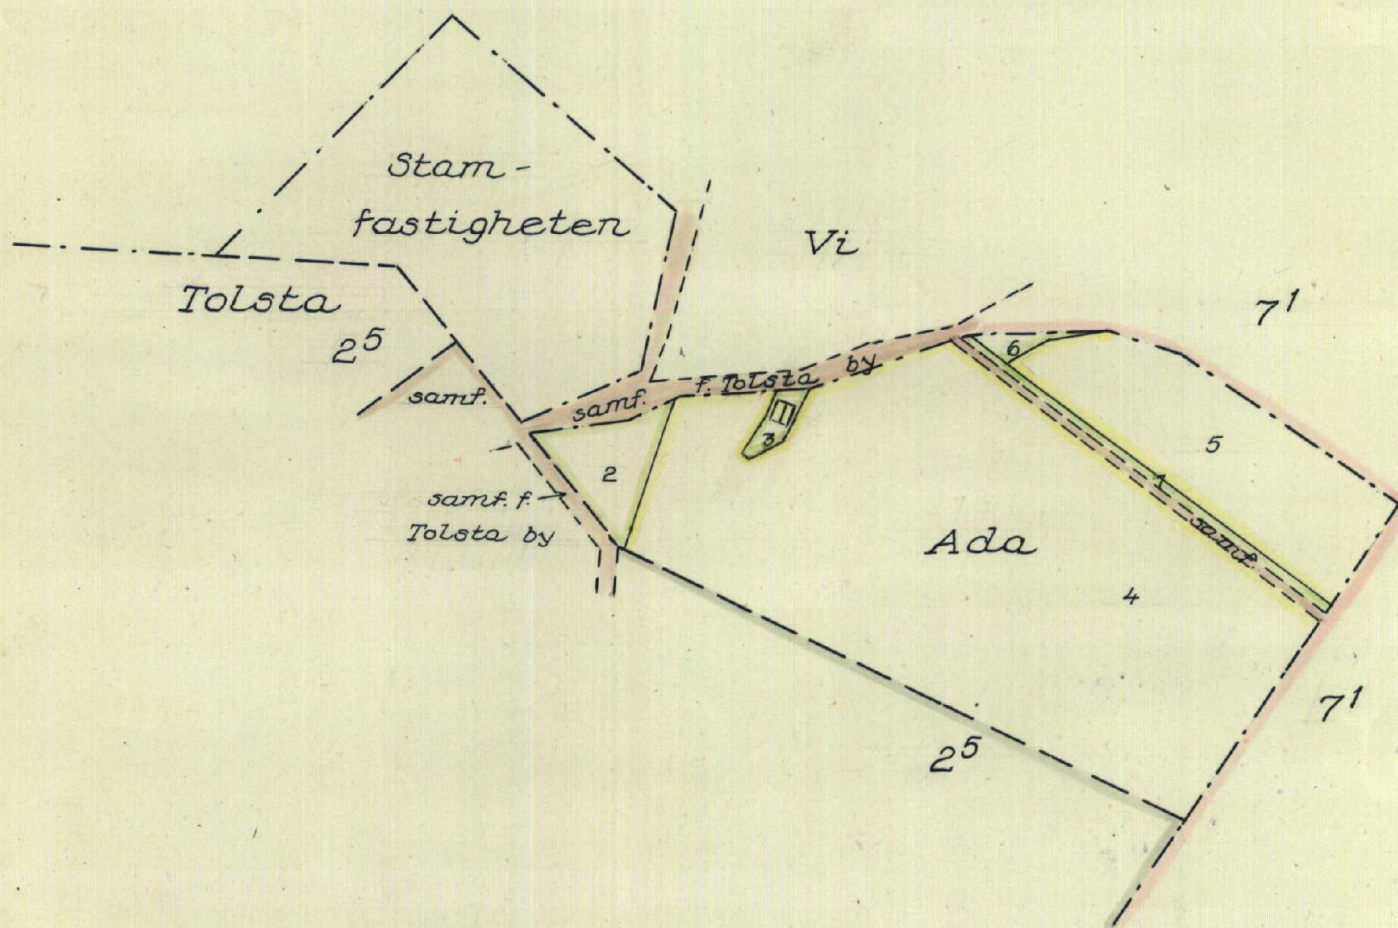 Stam-
fastigheten
Vi
Tolsta
2⁵
7¹
samf.
samf. f. Tolsta by
6
3
5
2
1
samf. f.
Tolsta by
samf.
Ada
4
7¹
2⁵